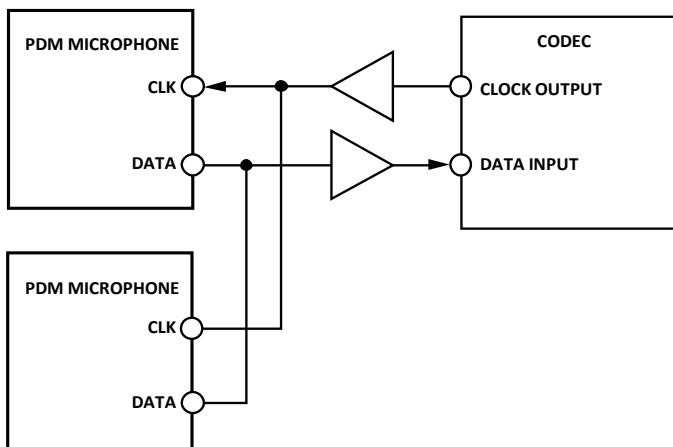 PDM MICROPHONE
CLK
DATA
CODEC
CLOCK OUTPUT
DATA INPUT
PDM MICROPHONE
CLK
DATA